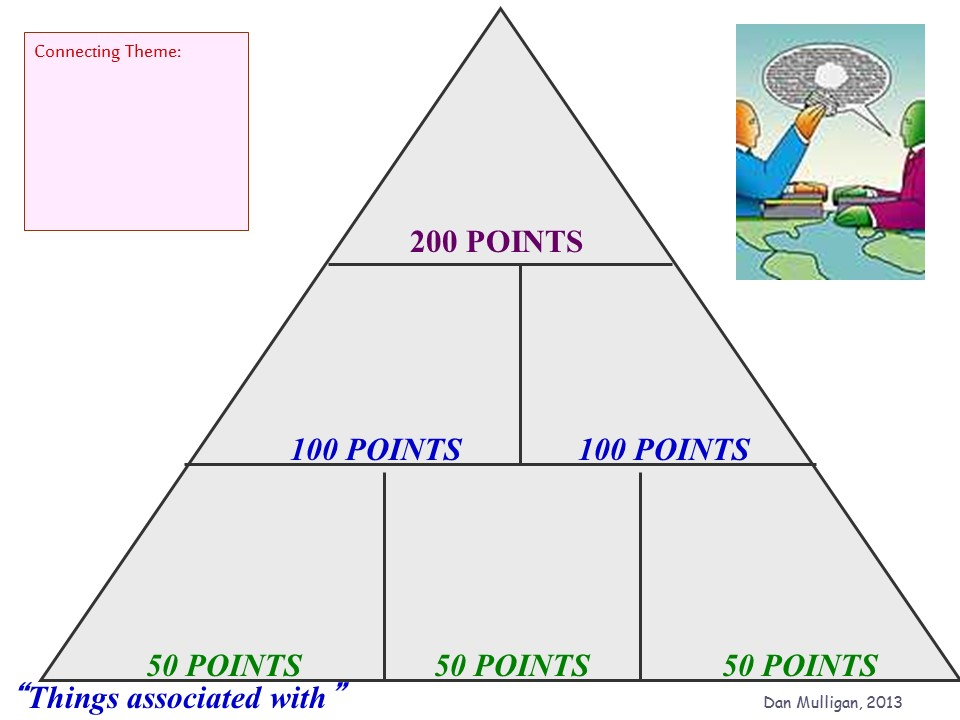 Connecting Theme:
200 POINTS
100 POINTS
100 POINTS
50 POINTS
50 POINTS
50 POINTS
“Things associated with”
Dan Mulligan, 2013